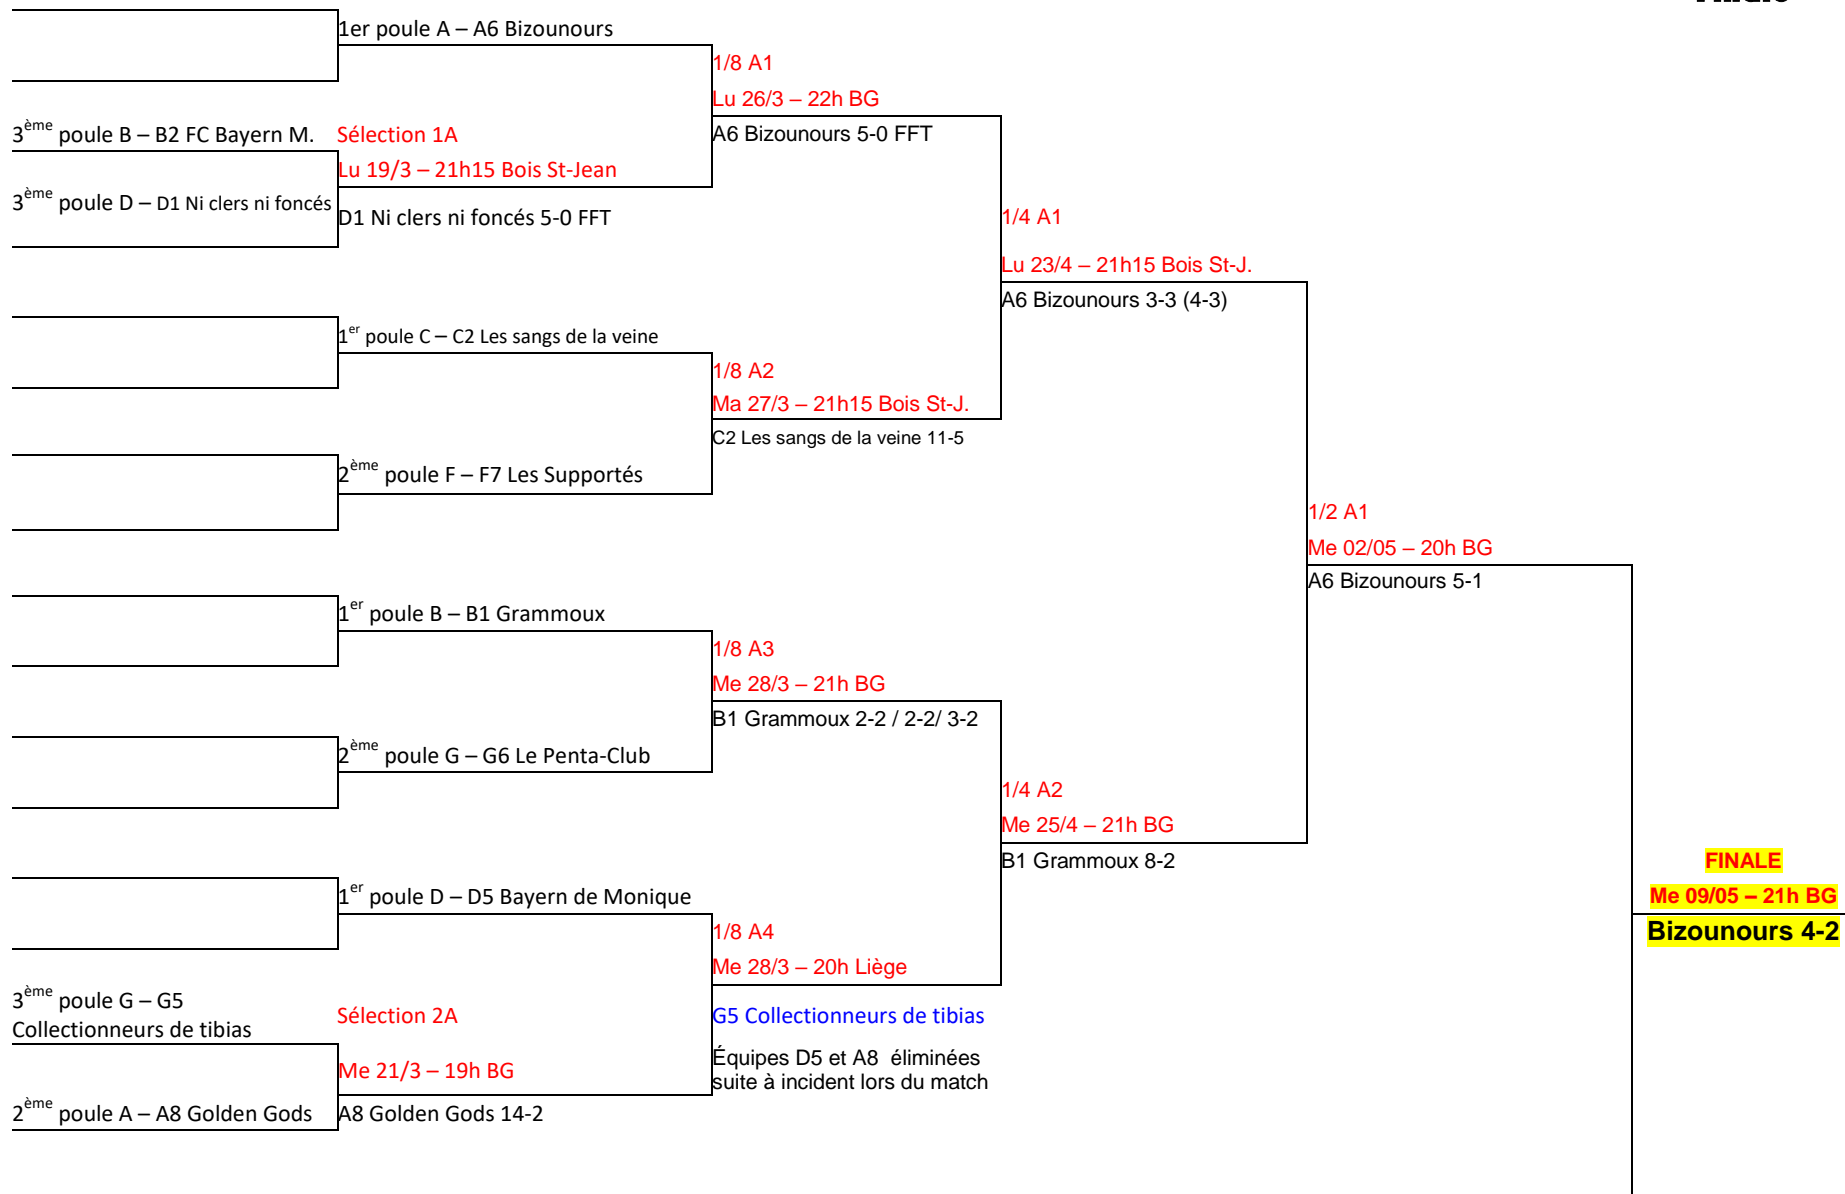 1er poule A – A6 Bizounours
1/8 A1
Lu 26/3 – 22h BG
3ème poule B – B2 FC Bayern M.
Sélection 1A
A6 Bizounours 5-0 FFT
Lu 19/3 – 21h15 Bois St-Jean
3ème poule D – D1 Ni clers ni foncés
D1 Ni clers ni foncés 5-0 FFT
1/4 A1
Lu 23/4 – 21h15 Bois St-J.
A6 Bizounours 3-3 (4-3)
1er poule C – C2 Les sangs de la veine
1/8 A2
Ma 27/3 – 21h15 Bois St-J.
C2 Les sangs de la veine 11-5
2ème poule F – F7 Les Supportés
1/2 A1
Me 02/05 – 20h BG
A6 Bizounours 5-1
1er poule B – B1 Grammoux
1/8 A3
Me 28/3 – 21h BG
B1 Grammoux 2-2 / 2-2/ 3-2
2ème poule G – G6 Le Penta-Club
1/4 A2
Me 25/4 – 21h BG
B1 Grammoux 8-2
FINALE
Me 09/05 – 21h BG
Bizounours 4-2
1er poule D – D5 Bayern de Monique
1/8 A4
Me 28/3 – 20h Liège
3ème poule G – G5
Collectionneurs de tibias
Sélection 2A
G5 Collectionneurs de tibias
Équipes D5 et A8 éliminées
suite à incident lors du match
Me 21/3 – 19h BG
2ème poule A – A8 Golden Gods
A8 Golden Gods 14-2